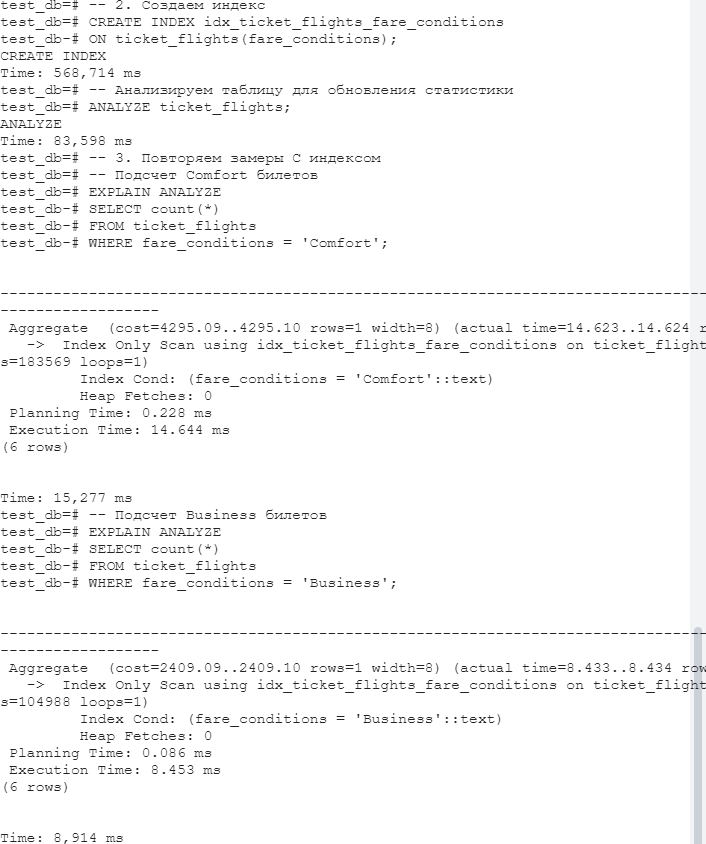 test_db=# -- 2. Создаем индекс
test_db=# CREATE INDEX idx_ticket_flights_fare_conditions
test_db-# ON ticket_flights(fare_conditions);
CREATE INDEX
Time: 568,714 ms
test_db=# -- Анализируем таблицу для обновления статистики
test_db=# ANALYZE ticket_flights;
ANALYZE
Time: 83,598 ms
test_db=# -- 3. Повторяем замеры С индексом
test_db=# -- Подсчет Comfort билетов
test_db=# EXPLAIN ANALYZE
test_db-# SELECT count(*)
test_db-# FROM ticket_flights
test_db-# WHERE fare_conditions = 'Comfort';
--------------------------------------------------------------------------------
------------------
Aggregate  (cost=4295.09..4295.10 rows=1 width=8) (actual time=14.623..14.624 r
   ->  Index Only Scan using idx_ticket_flights_fare_conditions on ticket_flight
s=183569 loops=1)
         Index Cond: (fare_conditions = 'Comfort'::text)
         Heap Fetches: 0
 Planning Time: 0.228 ms
 Execution Time: 14.644 ms
(6 rows)
Time: 15,277 ms
test_db=# -- Подсчет Business билетов
test_db=# EXPLAIN ANALYZE
test_db-# SELECT count(*)
test_db-# FROM ticket_flights
test_db-# WHERE fare_conditions = 'Business';
--------------------------------------------------------------------------------
------------------
Aggregate  (cost=2409.09..2409.10 rows=1 width=8) (actual time=8.433..8.434 row
   ->  Index Only Scan using idx_ticket_flights_fare_conditions on ticket_flight
s=104988 loops=1)
         Index Cond: (fare_conditions = 'Business'::text)
         Heap Fetches: 0
 Planning Time: 0.086 ms
 Execution Time: 8.453 ms
(6 rows)
Time: 8,914 ms